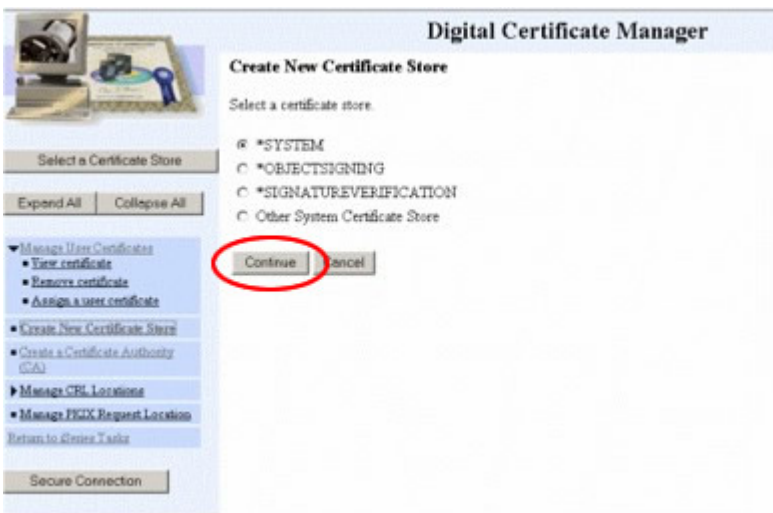 Digital Certificate Manager
Select a Certificate Store
Expand All
Collapse All
Manage User Certificates
View certificate
Remove certificate
Assign a user certificate
Create New Certificate Store
Create a Certificate Authority
(CA)
Manage CRL Locations
Manage PKIX Request Location
Return to iSeries Tasks
Secure Connection
Create New Certificate Store
Select a certificate store.
*SYSTEM
*OBJECTSIGNING
*SIGNATUREVERIFICATION
Other System Certificate Store
Continue
Cancel